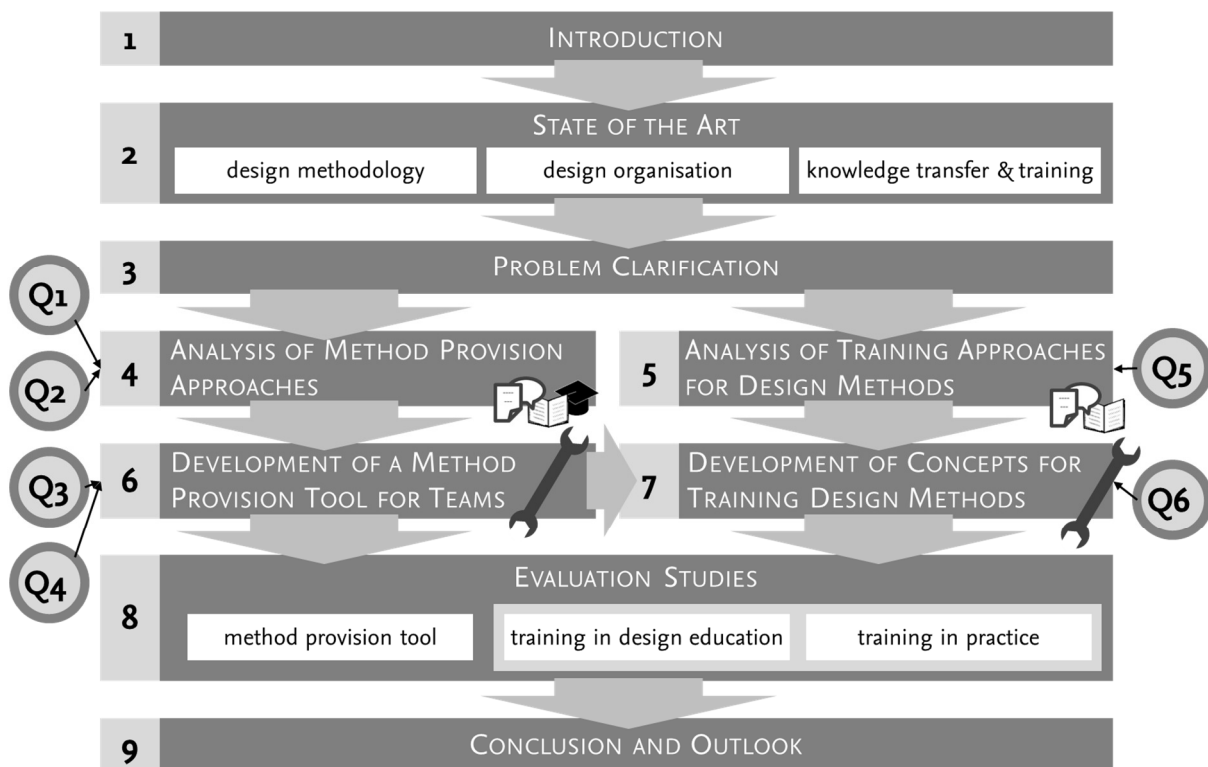 1
INTRODUCTION
2
STATE OF THE ART
design methodology
design organisation
knowledge transfer & training
3
PROBLEM CLARIFICATION
Q1
Q2
4
ANALYSIS OF METHOD PROVISION
APPROACHES
5
ANALYSIS OF TRAINING APPROACHES
FOR DESIGN METHODS
Q5
Q3
Q4
6
DEVELOPMENT OF A METHOD
PROVISION TOOL FOR TEAMS
7
DEVELOPMENT OF CONCEPTS FOR
TRAINING DESIGN METHODS
Q6
8
EVALUATION STUDIES
method provision tool
training in design education
training in practice
9
CONCLUSION AND OUTLOOK